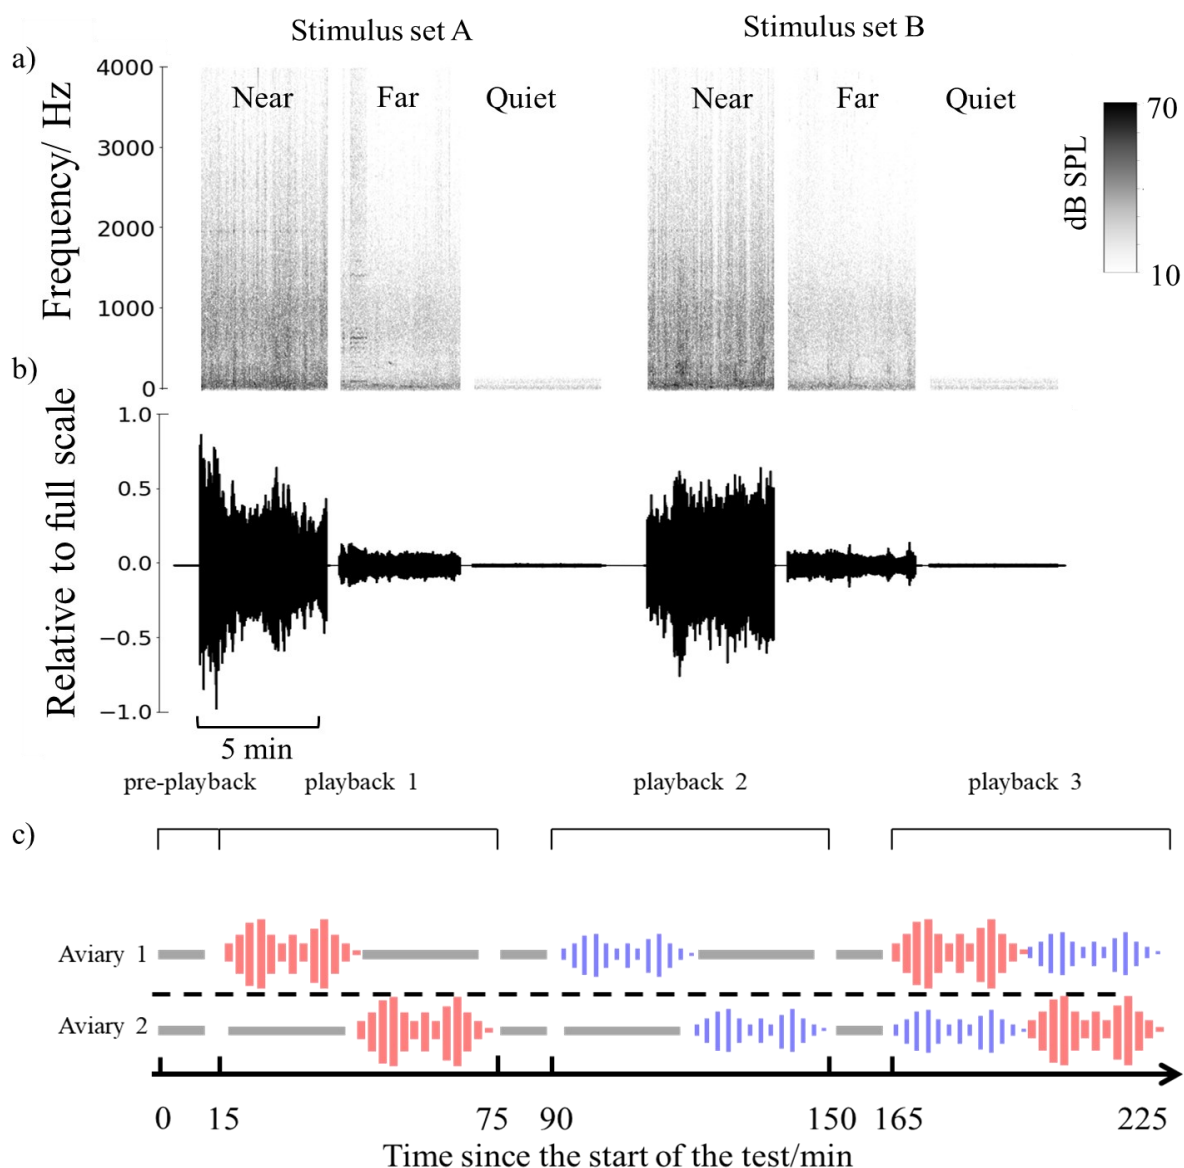 Stimulus set A
Stimulus set B
a)
Frequency/ Hz
4000
3000
2000
1000
0
Near
Far
Quiet
Near
Far
Quiet
dB SPL
70
10
b)
Relative to full scale
1.0
0.5
0.0
−0.5
−1.0
5 min
pre-playback
playback 1
playback 2
playback 3
c)
Aviary 1
Aviary 2
0
15
75
90
150
165
225
Time since the start of the test/min